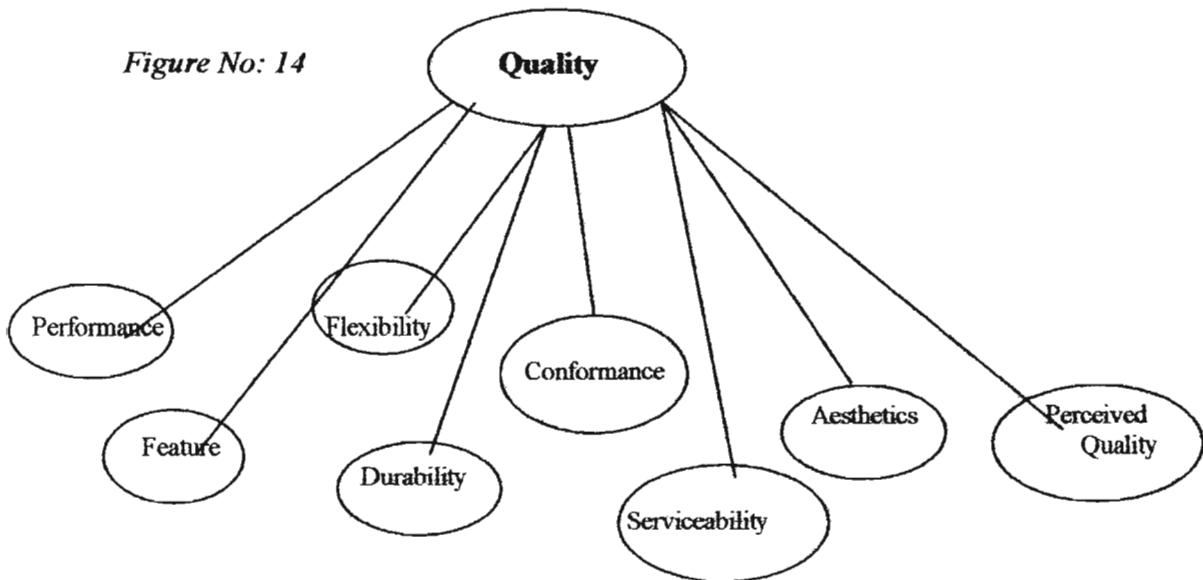 Figure No: 14
Quality
Performance
Flexibility
Conformance
Aesthetics
Perceived
Quality
Feature
Durability
Serviceability